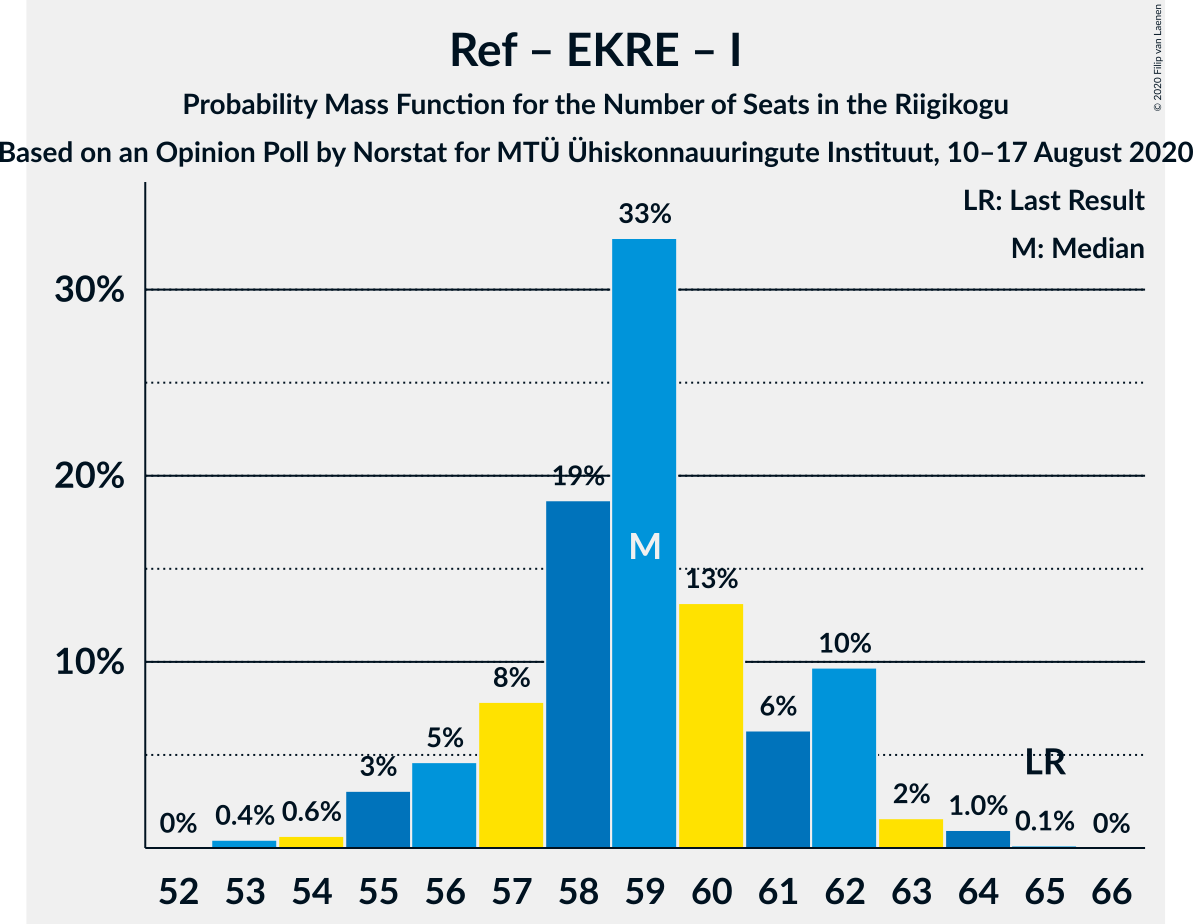 Ref – EKRE – I
Probability Mass Function for the Number of Seats in the Riigikogu
Based on an Opinion Poll by Norstat for MTÜ Ühiskonnauuringute Instituut, 10–17 August 2020
© 2020 Filip van Laenen
LR: Last Result
M: Median
33%
30%
20%
19%
M
13%
10%
10%
8%
6%
5%
3%
LR
2%
1.0%
0.6%
0.4%
0.1%
0%
0%
52 53 54 55 56 57 58 59 60 61 62 63 64 65 66